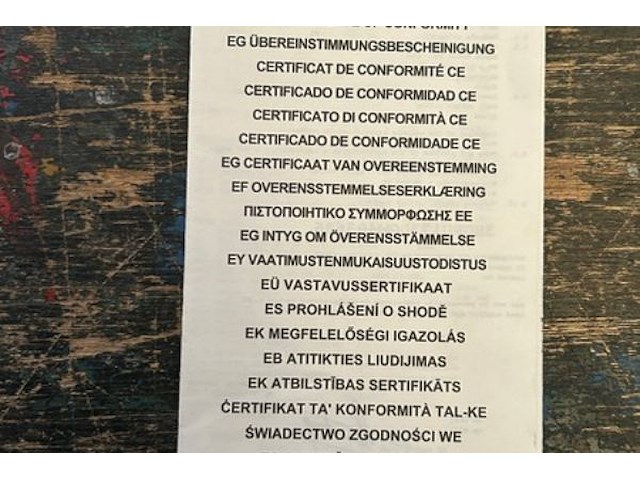 OF CONFORMITY
EG ÜBEREINSTIMMUNGSBESCHEINIGUNG
CERTIFICAT DE CONFORMITÉ CE
CERTIFICADO DE CONFORMIDAD CE
CERTIFICATO DI CONFORMITÀ CE
CERTIFICADO DE CONFORMIDADE CE
EG CERTIFICAAT VAN OVEREENSTEMMING
EF OVERENSSTEMMELSESERKLÆRING
ΠΙΣΤΟΠΟΙΗΤΙΚΟ ΣΥΜΜΟΡΦΩΣΗΣ ΕΕ
EG INTYG OM ÖVERENSSTÄMMELSE
EY VAATIMUSTENMUKAISUUSTODISTUS
EÜ VASTAVUSSERTIFIKAAT
ES PROHLÁŠENÍ O SHODĚ
EK MEGFELELŐSÉGI IGAZOLÁS
EB ATITIKTIES LIUDIJIMAS
EK ATBILSTĪBAS SERTIFIKĀTS
ĊERTIFIKAT TA' KONFORMITÀ TAL-KE
ŚWIADECTWO ZGODNOŚCI WE